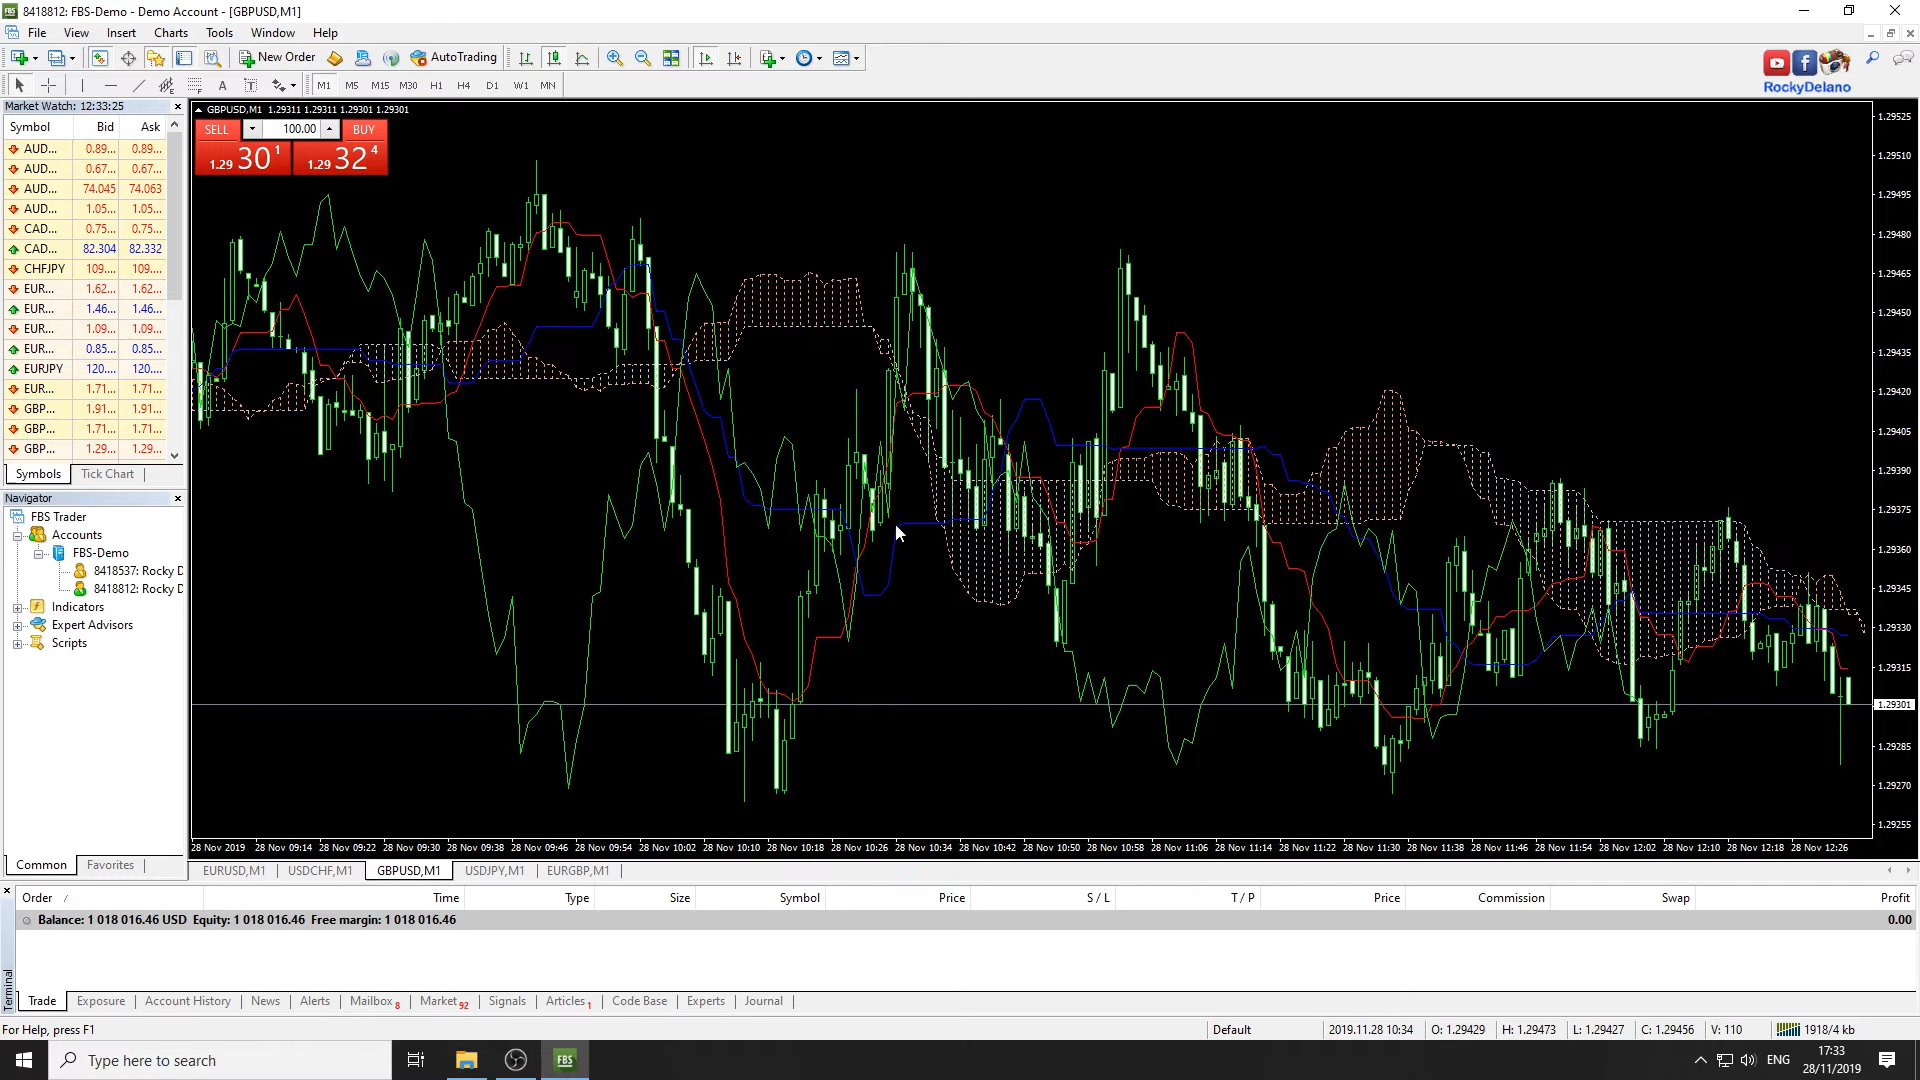 8418812: FBS-Demo - Demo Account - [GBPUSD,M1]
File View Insert Charts Tools Window Help
New Order AutoTrading
RockyDelano
A T M1 M5 M15 M30 H1 H4 D1 W1 MN
Market Watch: 12:33:25
Symbol Bid Ask
AUD... 0.89... 0.89...
AUD... 0.67... 0.67...
AUD... 74.045 74.063
AUD... 1.05... 1.05...
CAD... 0.75... 0.75...
CAD... 82.304 82.332
CHFJPY 109.... 109....
EUR... 1.62... 1.62...
EUR... 1.46... 1.46...
EUR... 1.09... 1.09...
EUR... 0.85... 0.85...
EURJPY 120.... 120....
EUR... 1.71... 1.71...
GBP... 1.91... 1.91...
GBP... 1.71... 1.71...
GBP... 1.29... 1.29...
Symbols Tick Chart
Navigator
FBS Trader
Accounts
FBS-Demo
8418537: Rocky D
8418812: Rocky D
Indicators
Expert Advisors
Scripts
Common Favorites
GBPUSD,M1 1.29311 1.29311 1.29301 1.29301
SELL 100.00 BUY
1.29 30 1 1.29 32 4
1.29525
1.29510
1.29495
1.29480
1.29465
1.29450
1.29435
1.29420
1.29405
1.29390
1.29375
1.29360
1.29345
1.29330
1.29315
1.29301
1.29285
1.29270
1.29255
28 Nov 2019 28 Nov 09:14 28 Nov 09:22 28 Nov 09:30 28 Nov 09:38 28 Nov 09:46 28 Nov 09:54 28 Nov 10:02 28 Nov 10:10 28 Nov 10:18 28 Nov 10:26 28 Nov 10:34 28 Nov 10:42 28 Nov 10:50 28 Nov 10:58 28 Nov 11:06 28 Nov 11:14 28 Nov 11:22 28 Nov 11:30 28 Nov 11:38 28 Nov 11:46 28 Nov 11:54 28 Nov 12:02 28 Nov 12:10 28 Nov 12:18 28 Nov 12:26
EURUSD,M1 USDCHF,M1 GBPUSD,M1 USDJPY,M1 EURGBP,M1
Order / Time Type Size Symbol Price S / L T / P Price Commission Swap Profit
Balance: 1 018 016.46 USD Equity: 1 018 016.46 Free margin: 1 018 016.46 0.00
Terminal
Trade Exposure Account History News Alerts Mailbox 8 Market 92 Signals Articles 1 Code Base Experts Journal
For Help, press F1 Default 2019.11.28 10:34 O: 1.29429 H: 1.29473 L: 1.29427 C: 1.29456 V: 110 1918/4 kb
Type here to search FBS ENG 17:33
28/11/2019